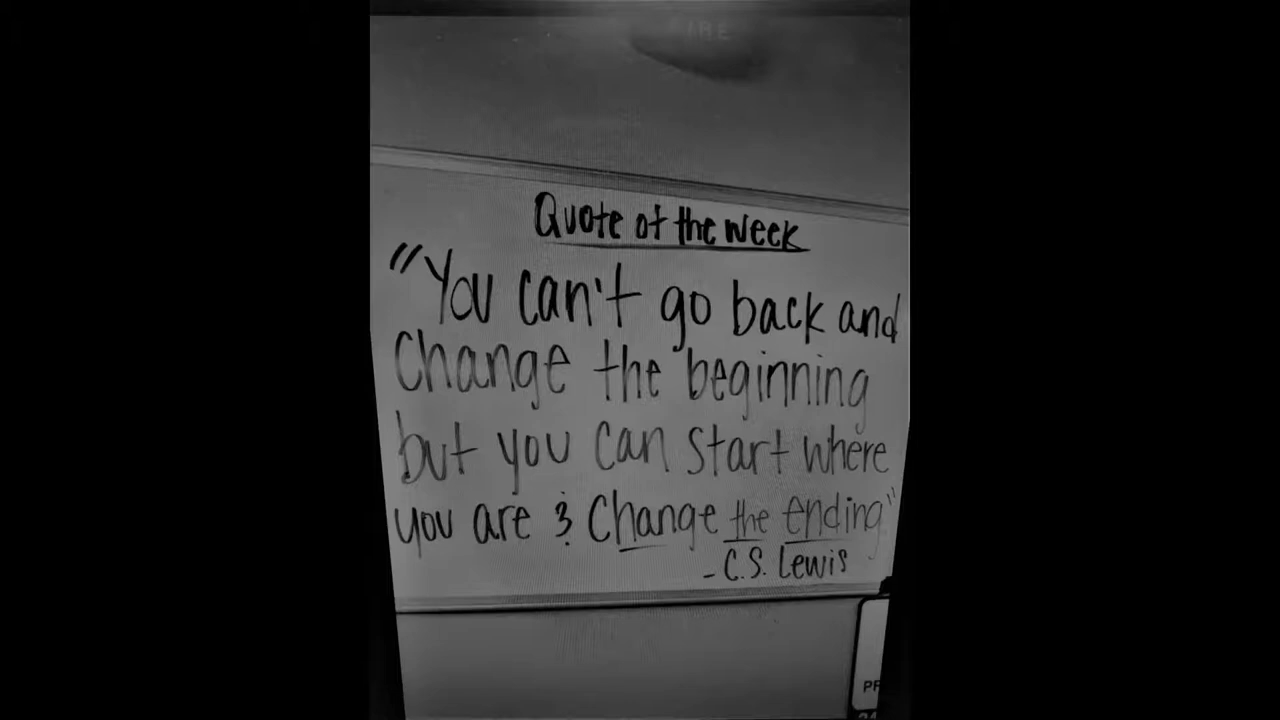 Quote of the Week
"You can't go back and
change the beginning
but you can start where
you are & Change the ending"
- C.S. Lewis